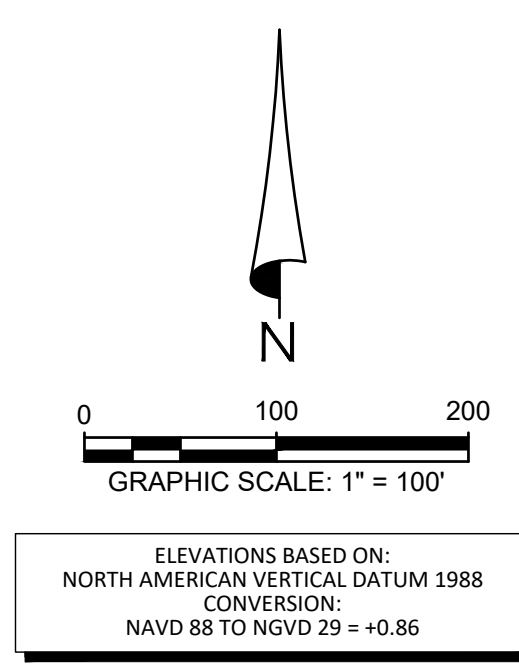 N
0 100 200
GRAPHIC SCALE: 1" = 100'
ELEVATIONS BASED ON:
NORTH AMERICAN VERTICAL DATUM 1988
CONVERSION:
NAVD 88 TO NGVD 29 = +0.86